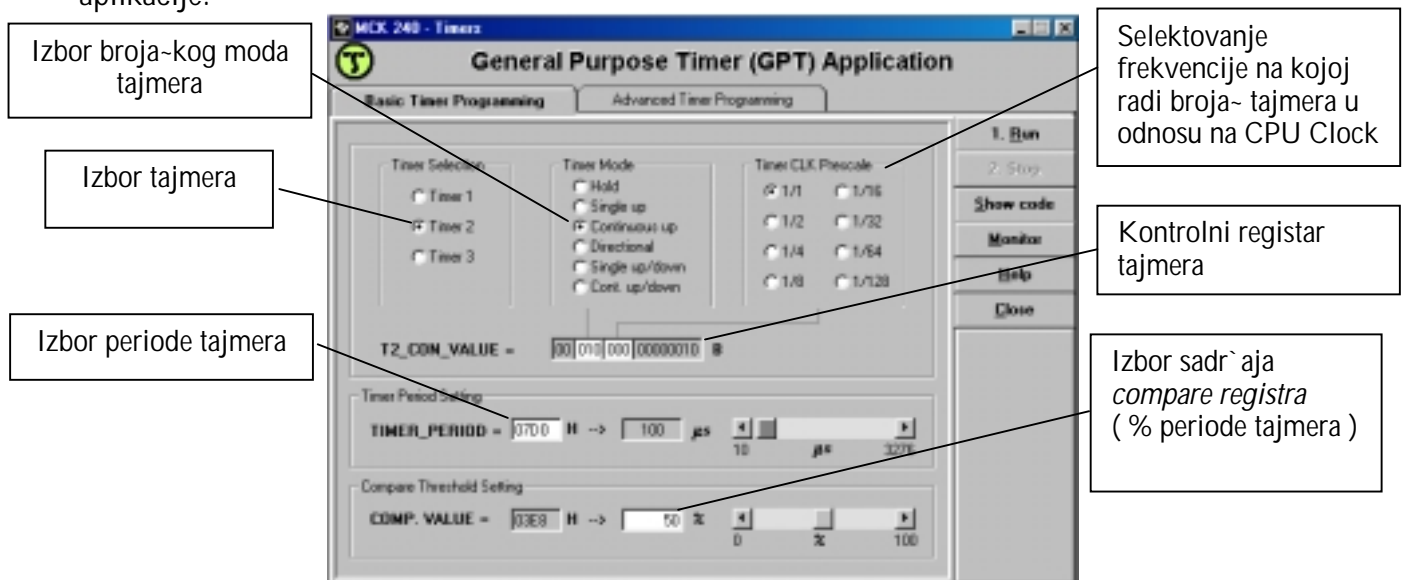 aplikacije.
Izbor broja~kog moda
tajmera
Izbor tajmera
Izbor periode tajmera
MCK 240 - Timers
General Purpose Timer (GPT) Application
Basic Timer Programming
Advanced Timer Programming
Timer Selection
Timer 1
Timer 2
Timer 3
Timer Mode
Hold
Single up
Continuous up
Directional
Single up/down
Cont. up/down
Timer CLK Prescale
1/1 1/16
1/2 1/32
1/4 1/64
1/8 1/128
T2_CON_VALUE = 00 010 000 00000010 B
Timer Period Setting
TIMER_PERIOD = 07D0 H --> 100 µs
10 µs 3276
Compare Threshold Setting
COMP. VALUE = 03E8 H --> 50 %
0 % 100
1. Run
2. Stop
Show code
Monitor
Help
Close
Selektovanje
frekvencije na kojoj
radi broja~ tajmera u
odnosu na CPU Clock
Kontrolni registar
tajmera
Izbor sadr`aja
compare registra
( % periode tajmera )